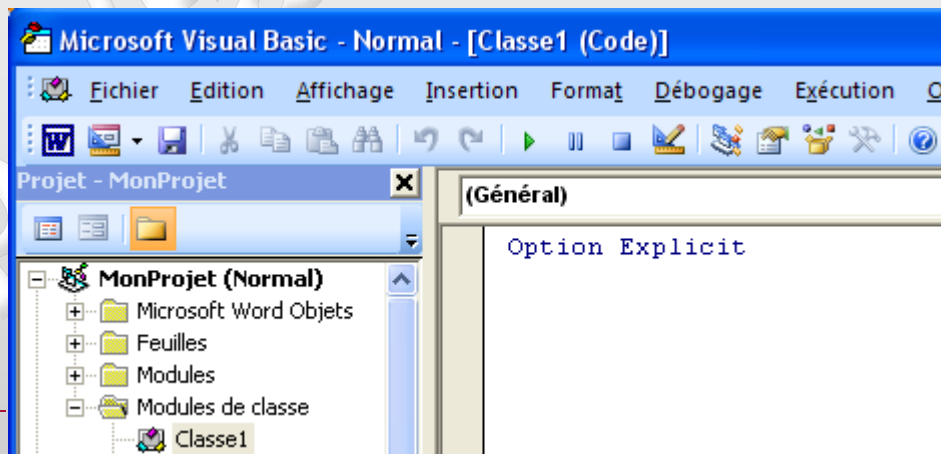 Microsoft Visual Basic - Normal - [Classe1 (Code)]
Fichier Edition Affichage Insertion Format Débogage Exécution O
Projet - MonProjet
(Général)
Option Explicit
MonProjet (Normal)
Microsoft Word Objets
Feuilles
Modules
Modules de classe
Classe1